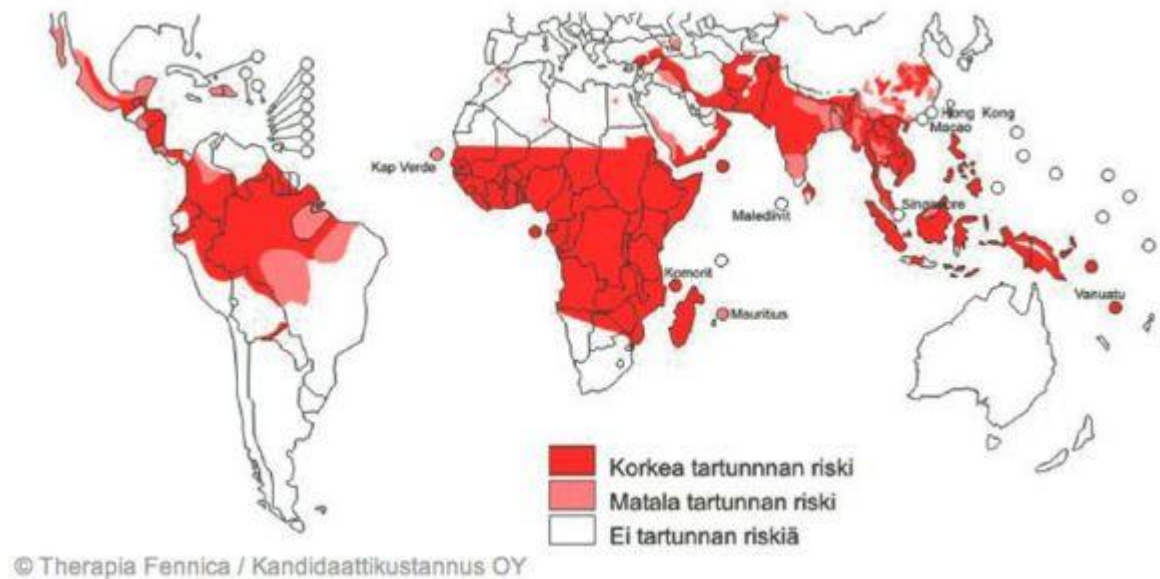 Hong Kong
Macao
Kap Verde
Maledivit
Singapore
Komorit
Mauritius
Vanuatu
Korkea tartunnnan riski
Matala tartunnan riski
Ei tartunnan riskiä
© Therapia Fennica / Kandidaattikustannus OY